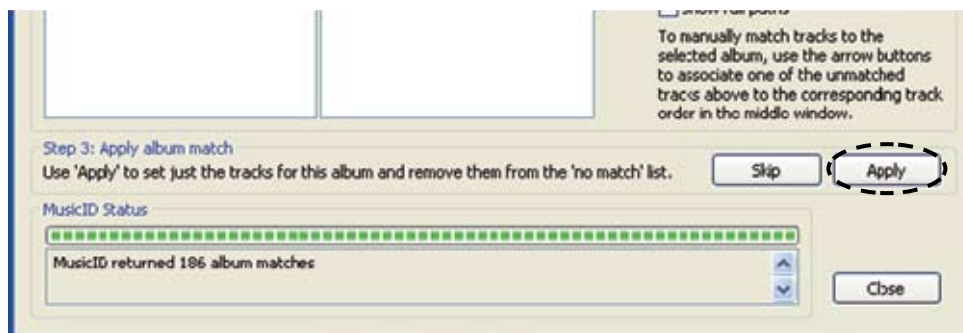 Show full paths
To manually match tracks to the
selected album, use the arrow buttons
to associate one of the unmatched
tracks above to the corresponding track
order in the middle window.
Step 3: Apply album match
Use 'Apply' to set just the tracks for this album and remove them from the 'no match' list.
Skip
Apply
MusicID Status
MusicID returned 186 album matches
Close